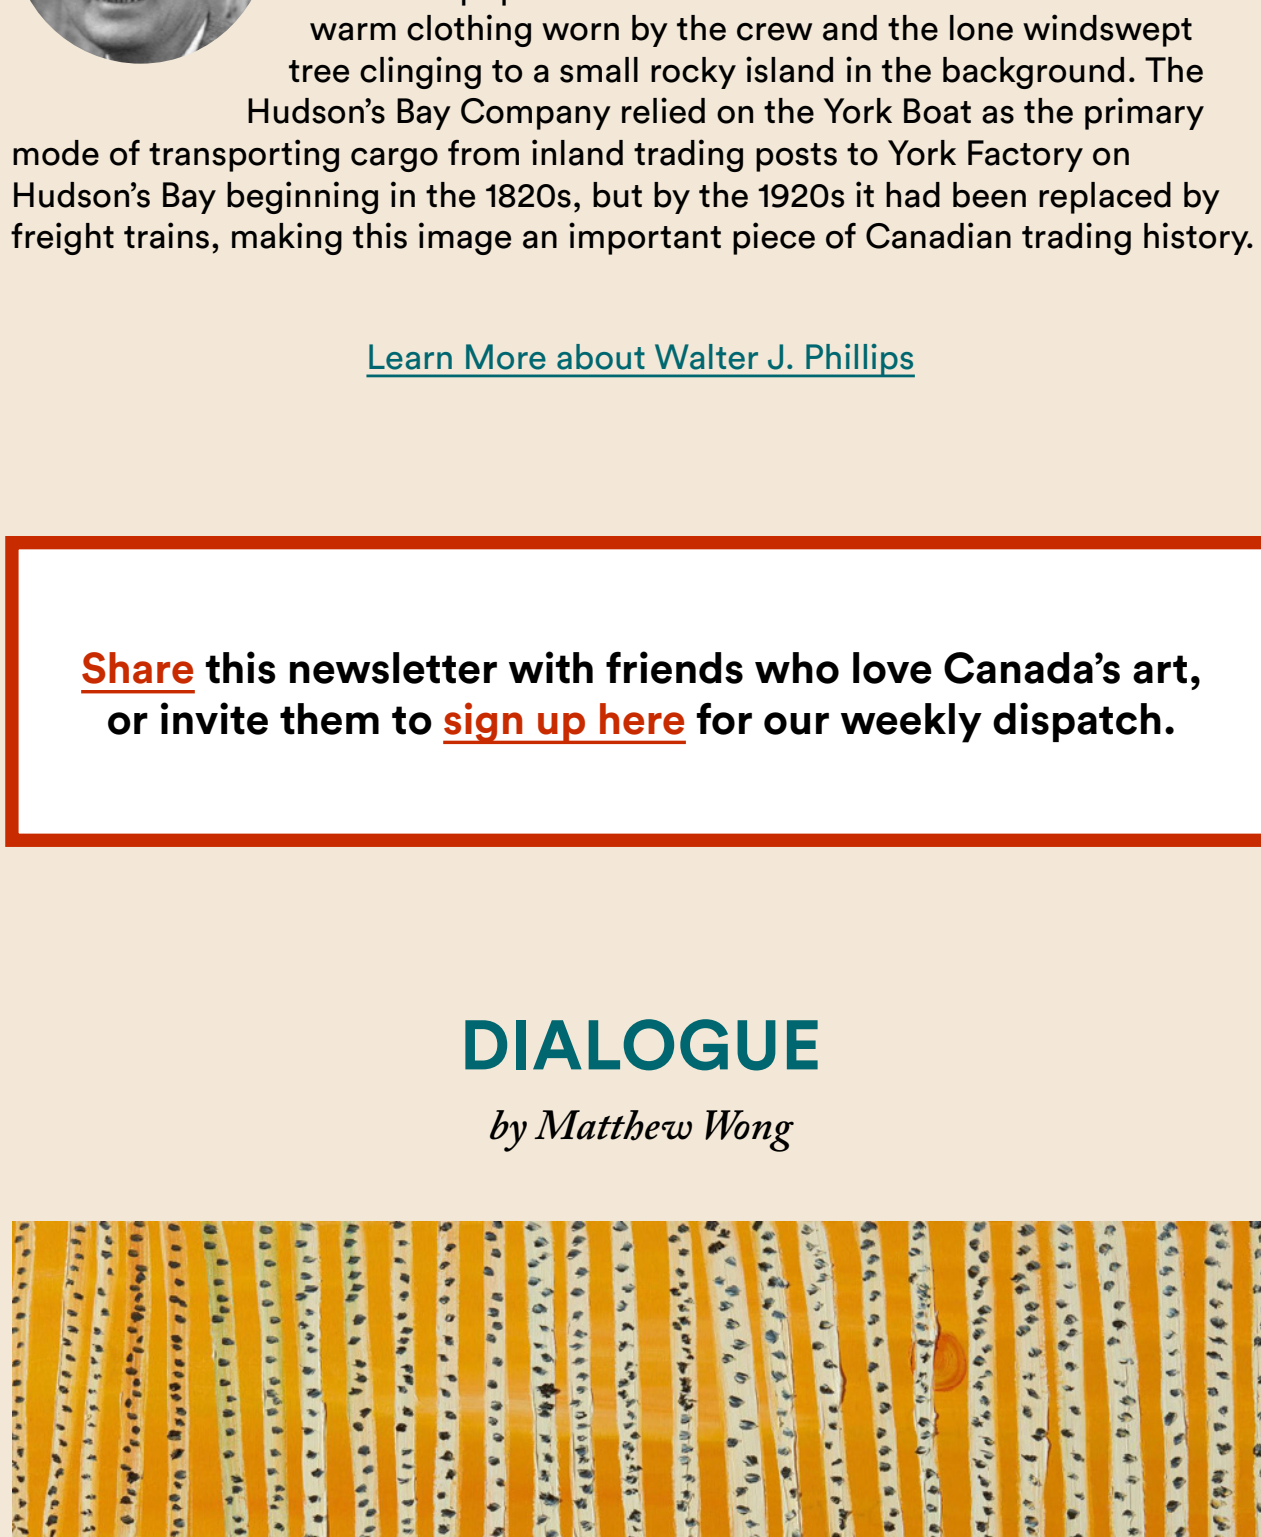 warm clothing worn by the crew and the lone windswept
tree clinging to a small rocky island in the background. The
Hudson’s Bay Company relied on the York Boat as the primary
mode of transporting cargo from inland trading posts to York Factory on
Hudson’s Bay beginning in the 1820s, but by the 1920s it had been replaced by
freight trains, making this image an important piece of Canadian trading history.
Learn More about Walter J. Phillips
Share this newsletter with friends who love Canada’s art,
or invite them to sign up here for our weekly dispatch.
DIALOGUE
by Matthew Wong